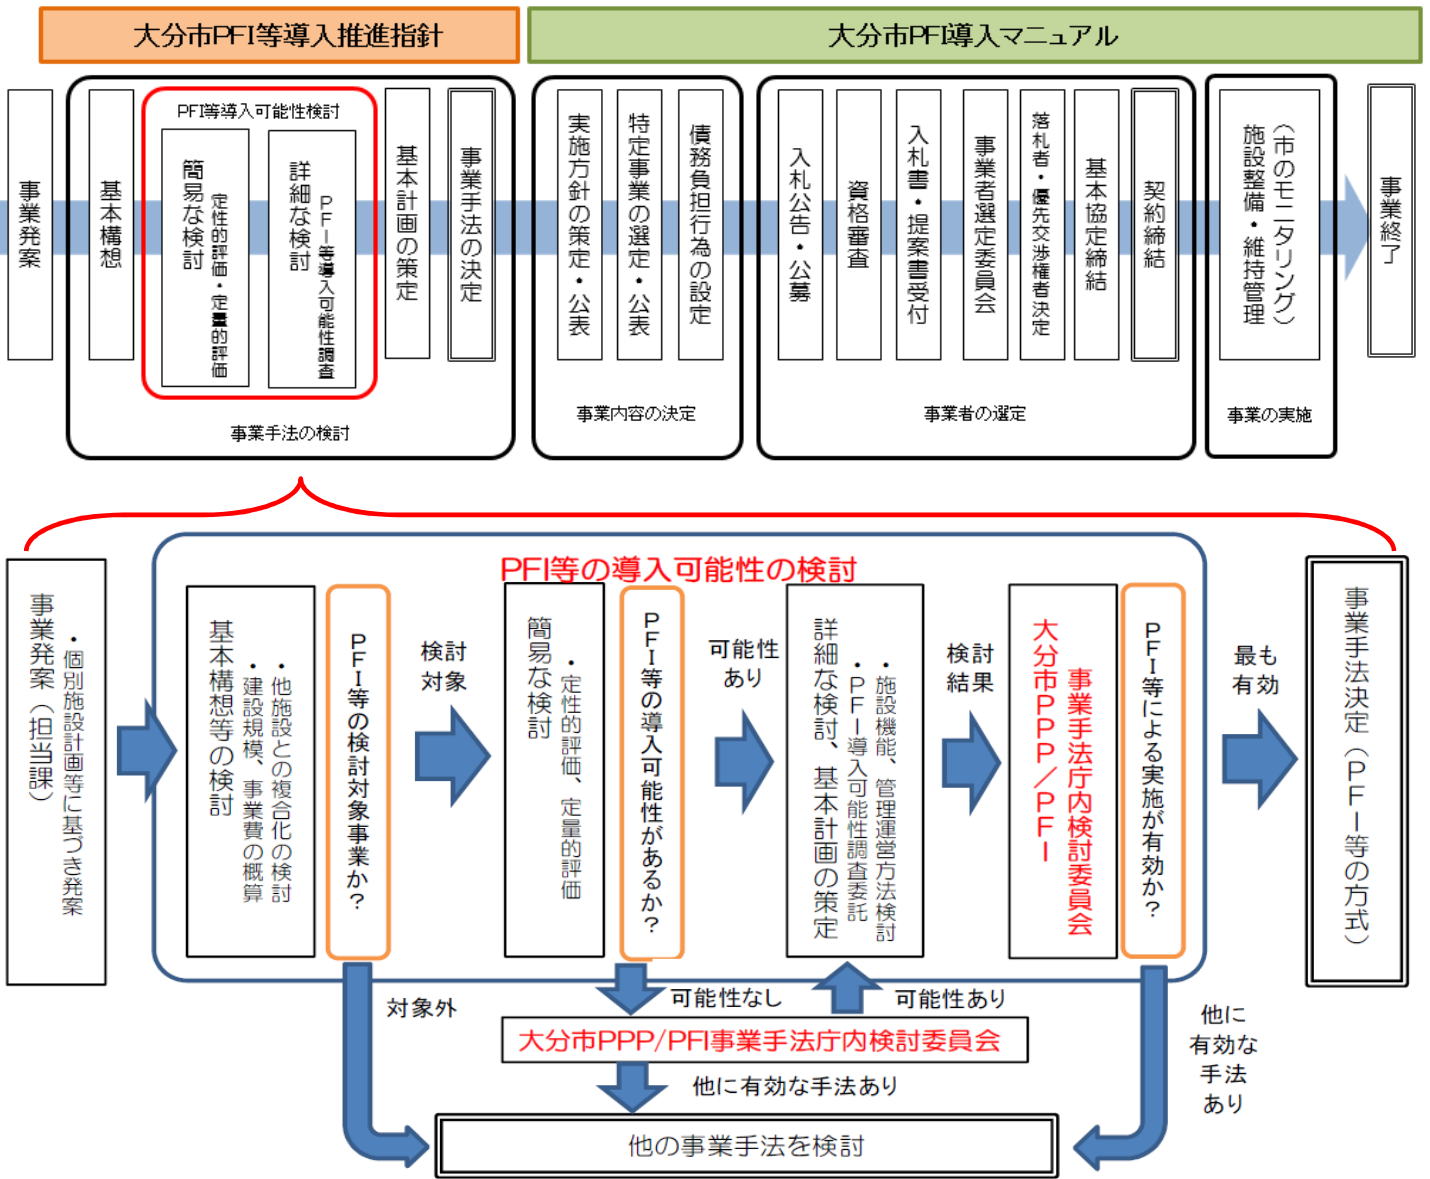 大分市PFI等導入推進指針
大分市PFI導入マニュアル
事業発案
基本構想
PFI等導入可能性検討
簡易な検討
定性的評価・定量的評価
詳細な検討
PFI等導入可能性調査
基本計画の策定
事業手法の決定
事業手法の検討
実施方針の策定・公表
特定事業の選定・公表
債務負担行為の設定
事業内容の決定
入札公告・公募
資格審査
入札書・提案書受付
事業者選定委員会
落札者・優先交渉権者決定
基本協定締結
契約締結
事業者の選定
(市のモニタリング)
施設整備・維持管理
事業の実施
事業終了
PFI等の導入可能性の検討
事業発案(担当課)
・個別施設計画等に基づき発案
基本構想等の検討
・建設規模、事業費の概算
・他施設との複合化の検討
PFI等の検討対象事業か?
検討
対象
簡易な検討
・定性的評価、定量的評価
PFI等の導入可能性があるか?
可能性
あり
詳細な検討、基本計画の策定
・PFI導入可能性調査委託
・施設機能、管理運営方法検討
検討
結果
大分市PPP/PFI
事業手法庁内検討委員会
PFI等による実施が有効か?
最も
有効
事業手法決定(PFI等の方式)
対象外
可能性なし
可能性あり
大分市PPP/PFI事業手法庁内検討委員会
他に有効な手法あり
他に
有効な
手法
あり
他の事業手法を検討